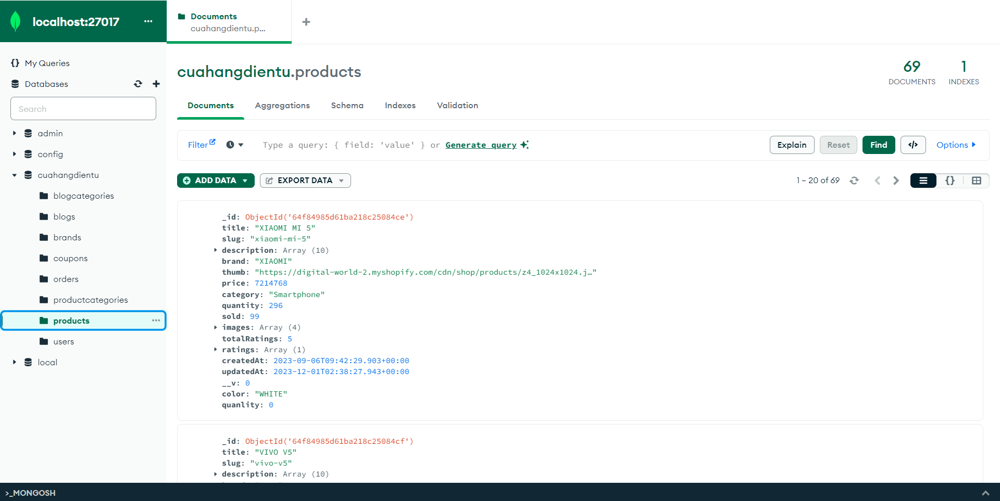 localhost:27017
Documents
cuahangdientu.p...
My Queries
Databases
Search
admin
config
cuahangdientu
blogcategories
blogs
brands
coupons
orders
productcategories
products
users
local
cuahangdientu.products
69
DOCUMENTS
1
INDEXES
Documents Aggregations Schema Indexes Validation
Filter Type a query: { field: 'value' } or Generate query Explain Reset Find </> Options
ADD DATA EXPORT DATA 1 – 20 of 69 {}
_id: ObjectId('64f84985d61ba218c25084ce')
title: "XIAOMI MI 5"
slug: "xiaomi-mi-5"
description: Array (10)
brand: "XIAOMI"
thumb: "https://digital-world-2.myshopify.com/cdn/shop/products/z4_1024x1024.j…"
price: 7214768
category: "Smartphone"
quantity: 296
sold: 99
images: Array (4)
totalRatings: 5
ratings: Array (1)
createdAt: 2023-09-06T09:42:29.903+00:00
updatedAt: 2023-12-01T02:38:27.943+00:00
__v: 0
color: "WHITE"
quanlity: 0
_id: ObjectId('64f84985d61ba218c25084cf')
title: "VIVO V5"
slug: "vivo-v5"
description: Array (10)
>_MONGOSH